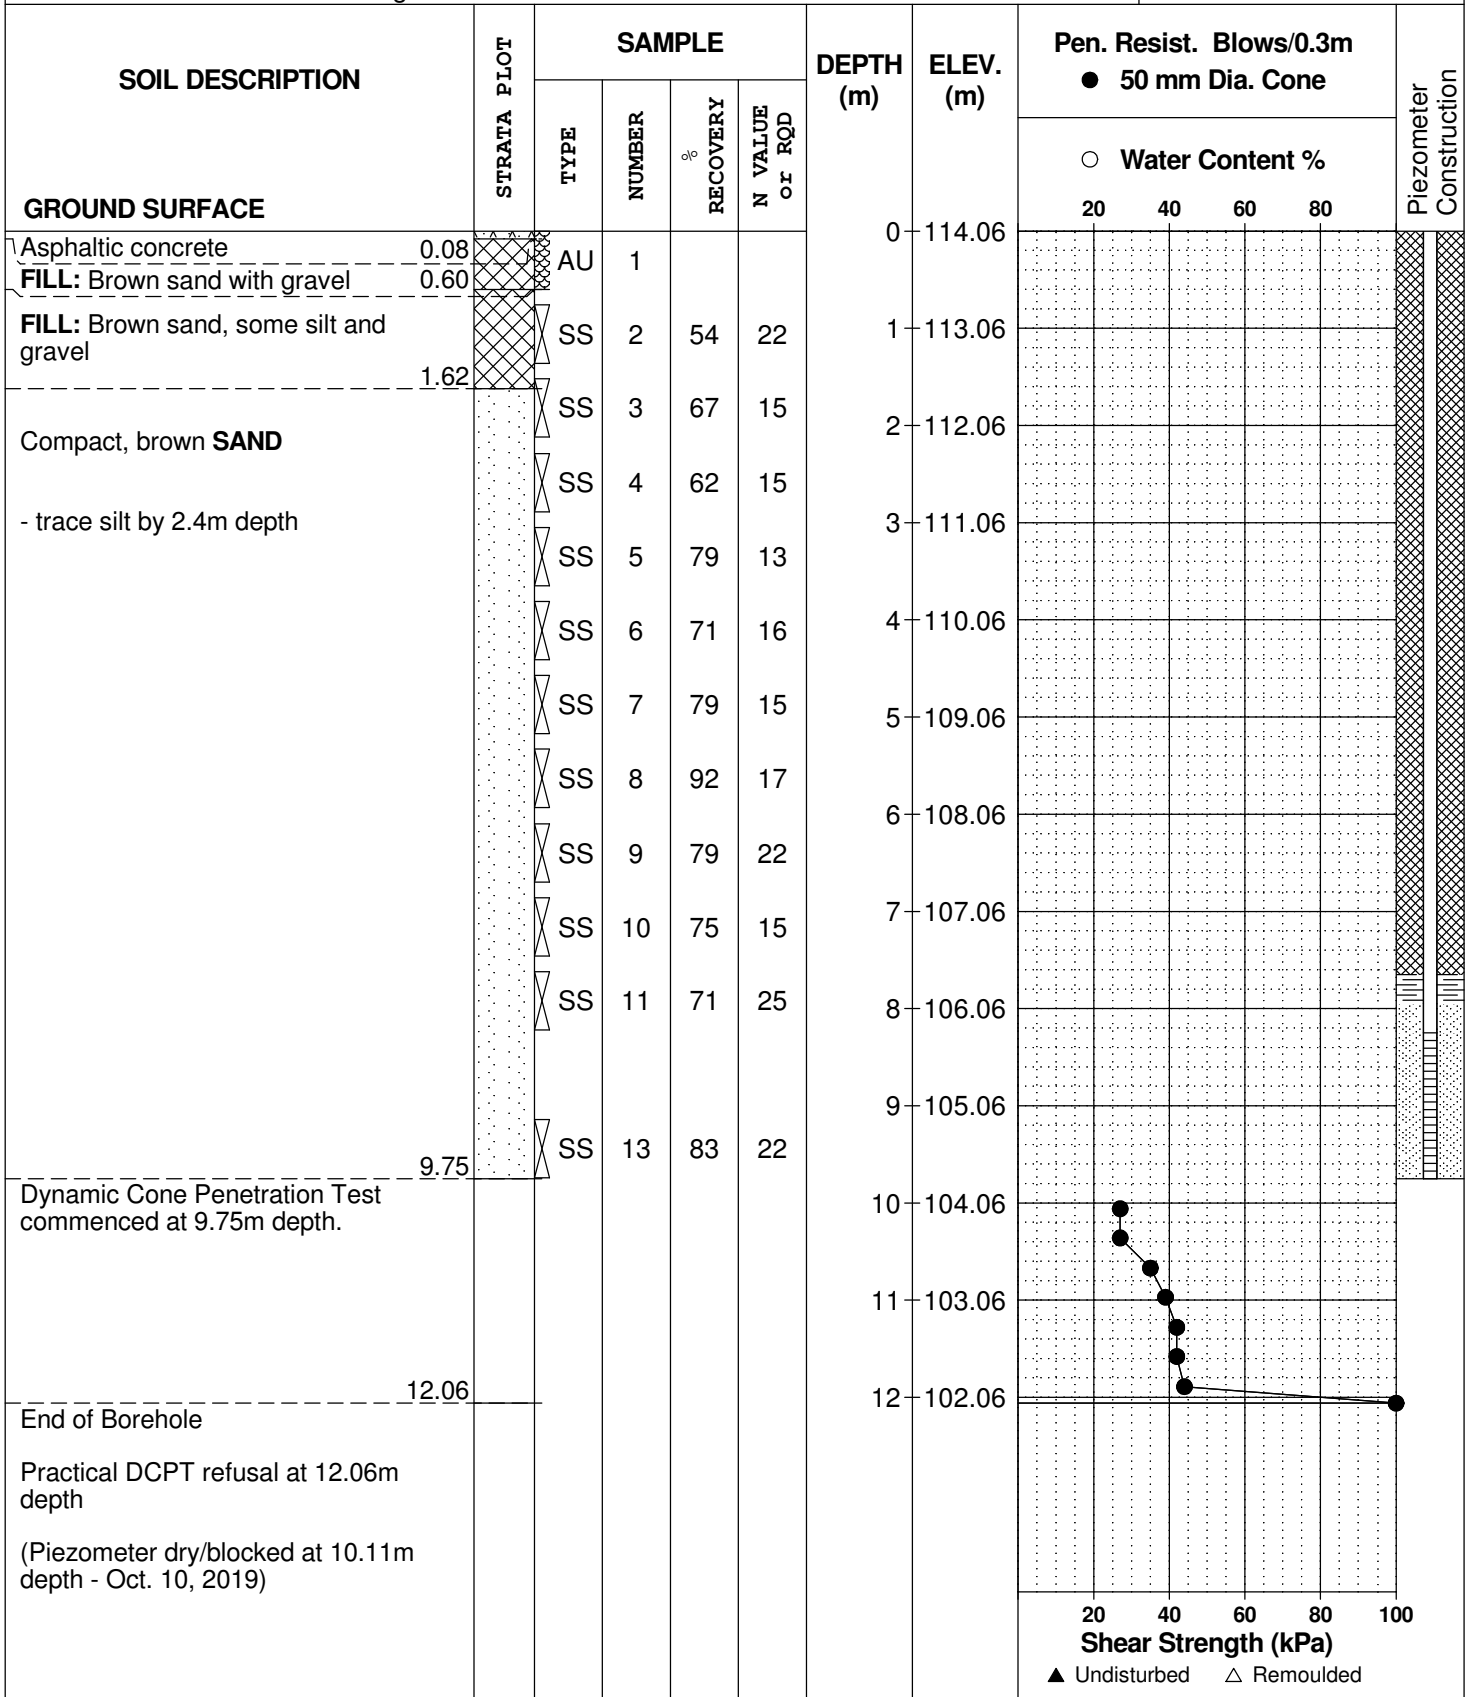 SOIL DESCRIPTION
GROUND SURFACE
STRATA PLOT
SAMPLE
TYPE
NUMBER
%
RECOVERY
N VALUE
or RQD
DEPTH
(m)
ELEV.
(m)
Pen. Resist. Blows/0.3m
● 50 mm Dia. Cone
○ Water Content %
20 40 60 80
Piezometer
Construction
Asphaltic concrete 0.08
FILL: Brown sand with gravel 0.60
FILL: Brown sand, some silt and
gravel
1.62
Compact, brown SAND
- trace silt by 2.4m depth
9.75
Dynamic Cone Penetration Test
commenced at 9.75m depth.
12.06
End of Borehole
Practical DCPT refusal at 12.06m
depth
(Piezometer dry/blocked at 10.11m
depth - Oct. 10, 2019)
AU 1
SS 2 54 22
SS 3 67 15
SS 4 62 15
SS 5 79 13
SS 6 71 16
SS 7 79 15
SS 8 92 17
SS 9 79 22
SS 10 75 15
SS 11 71 25
SS 13 83 22
0 114.06
1 113.06
2 112.06
3 111.06
4 110.06
5 109.06
6 108.06
7 107.06
8 106.06
9 105.06
10 104.06
11 103.06
12 102.06
20 40 60 80 100
Shear Strength (kPa)
▲ Undisturbed △ Remoulded